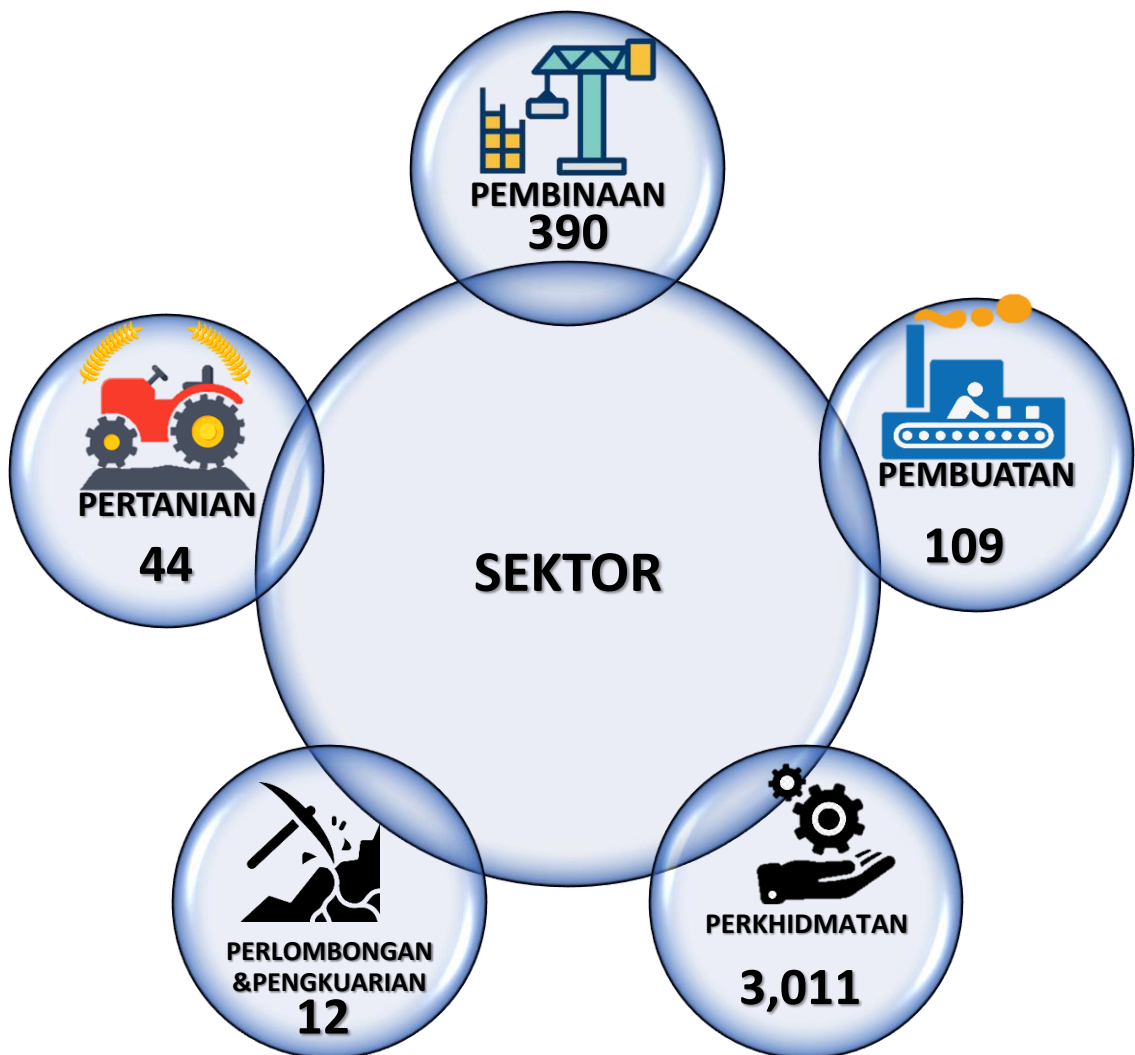 PEMBINAAN
390
PEMBUATAN
109
PERTANIAN
44
SEKTOR
PERKHIDMATAN
3,011
PERLOMBONGAN
&PENGKUARIAN
12